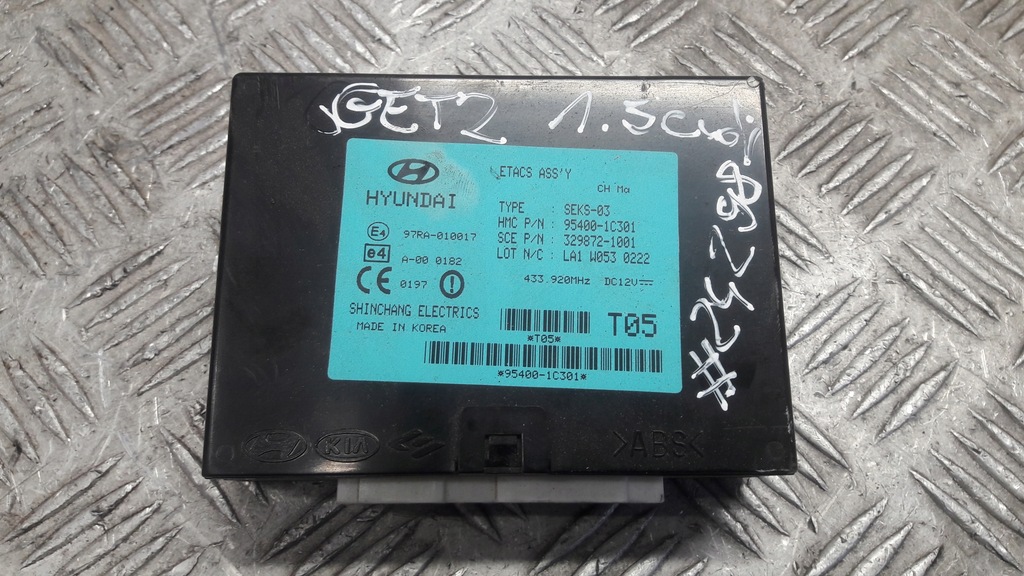 GETZ 1.5crdi
#242988
HYUNDAI
ETACS ASS'Y
CH Ma
TYPE : SEKS-03
HMC P/N : 95400-1C301
SCE P/N : 329872-1001
LOT N/C : LA1 W053 0222
433.920MHz DC12V
E4 97RA-010017
e4 A-00 0182
CE 0197
SHINCHANG ELECTRICS
MADE IN KOREA
T05
*T05*
*95400-1C301*
KIA
>ABS<